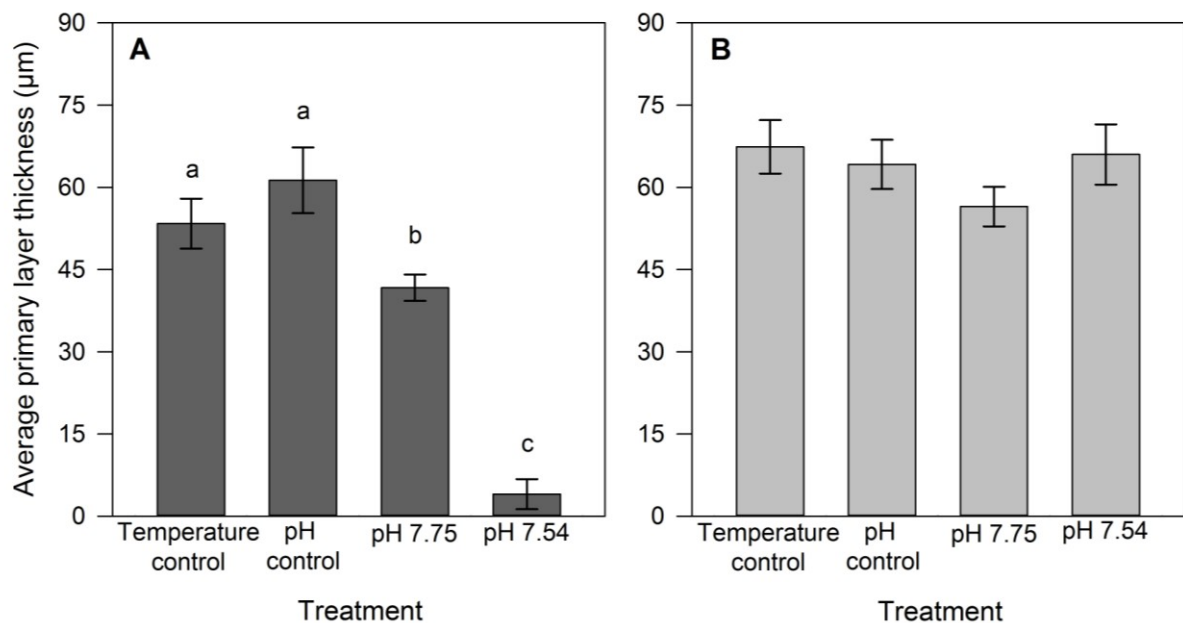 Average primary layer thickness (μm)
90
75
60
45
30
15
0
A
a
a
b
c
Temperature
control
pH
control
pH 7.75
pH 7.54
Treatment
90
75
60
45
30
15
0
B
Temperature
control
pH
control
pH 7.75
pH 7.54
Treatment